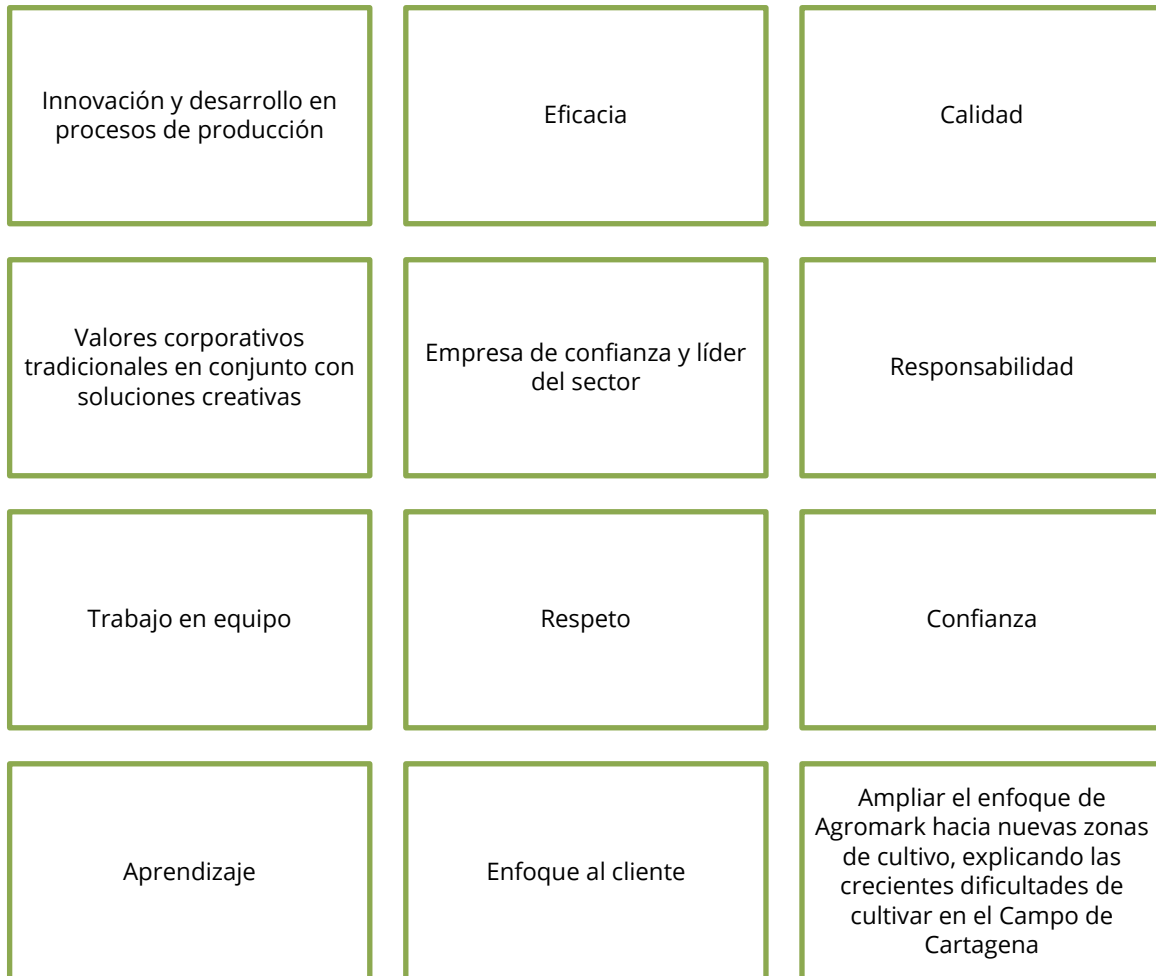 Innovación y desarrollo en
procesos de producción
Eficacia
Calidad
Valores corporativos
tradicionales en conjunto con
soluciones creativas
Empresa de confianza y líder
del sector
Responsabilidad
Trabajo en equipo
Respeto
Confianza
Aprendizaje
Enfoque al cliente
Ampliar el enfoque de
Agromark hacia nuevas zonas
de cultivo, explicando las
crecientes dificultades de
cultivar en el Campo de
Cartagena